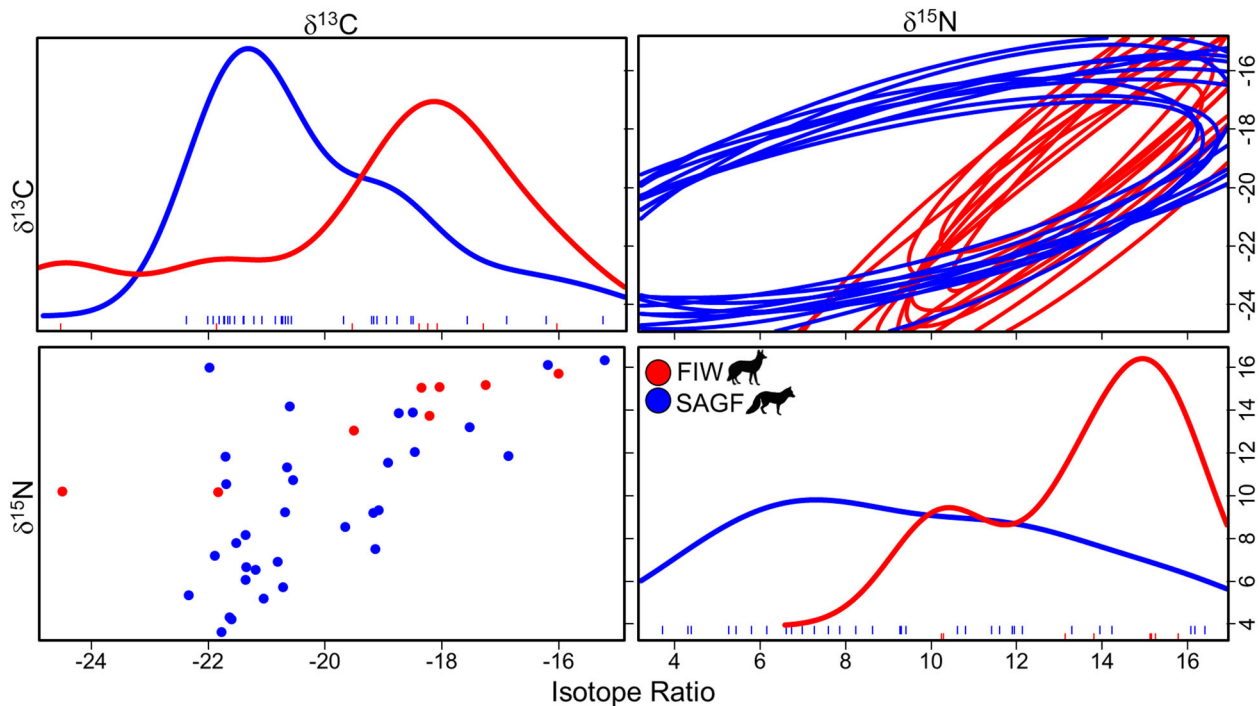 δ¹³C δ¹⁵N
δ¹³C
-16
-18
-20
-22
-24
δ¹⁵N
FIW
SAGF
16
14
12
10
8
6
4
-24 -22 -20 -18 -16 4 6 8 10 12 14 16
Isotope Ratio